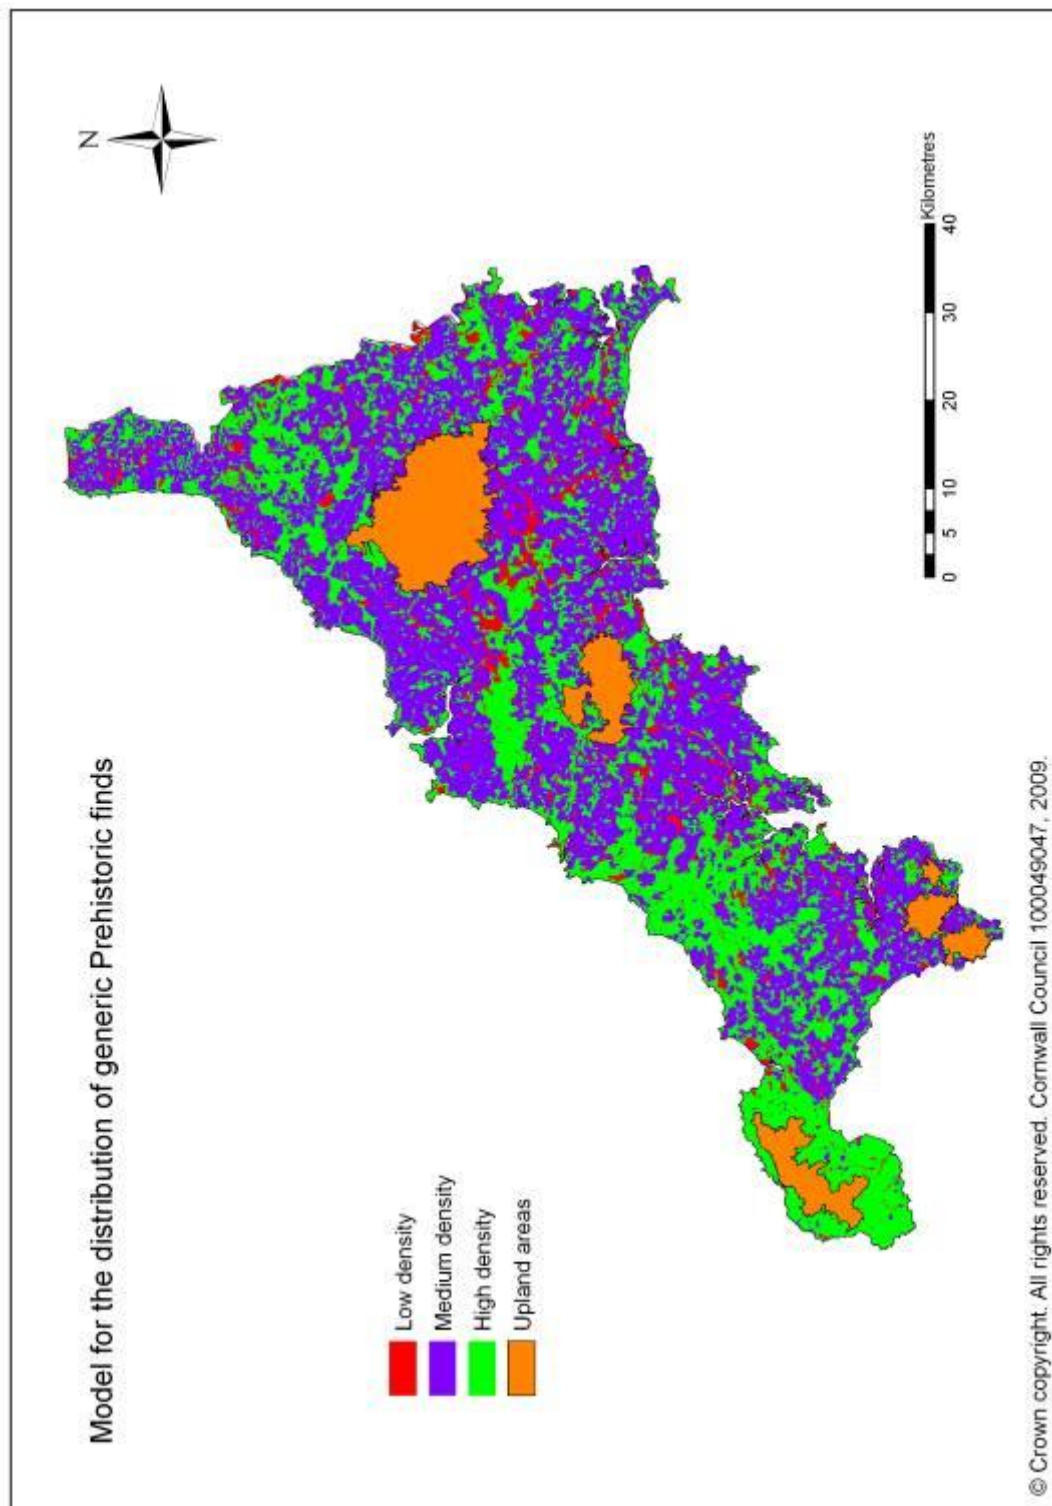 Model for the distribution of generic Prehistoric finds
N
Low density
Medium density
High density
Upland areas
Kilometres
0 5 10 20 30 40
© Crown copyright. All rights reserved. Cornwall Council 100049047, 2009.